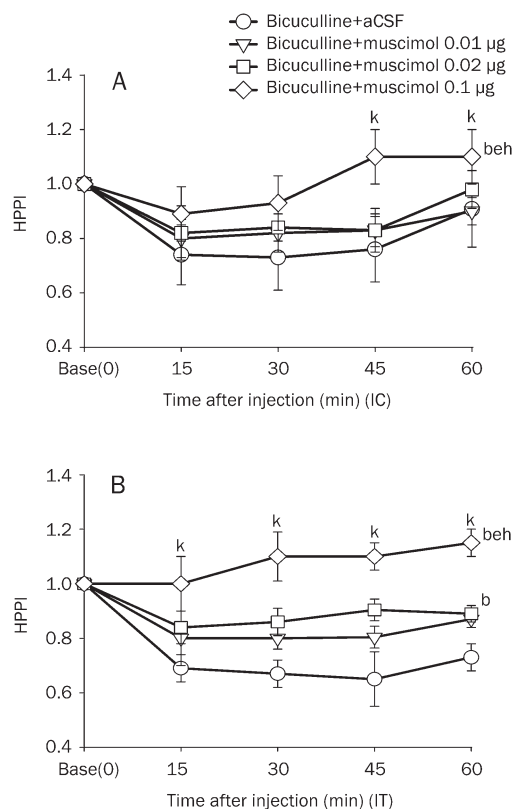 Bicuculline+aCSF
Bicuculline+muscimol 0.01 µg
Bicuculline+muscimol 0.02 µg
Bicuculline+muscimol 0.1 µg
A
1.4
1.2
1.0
0.8
0.6
0.4
HPPI
k
k
beh
Base(0) 15 30 45 60
Time after injection (min) (IC)
B
1.4
1.2
1.0
0.8
0.6
0.4
HPPI
k
k
k
k
beh
b
Base(0) 15 30 45 60
Time after injection (min) (IT)